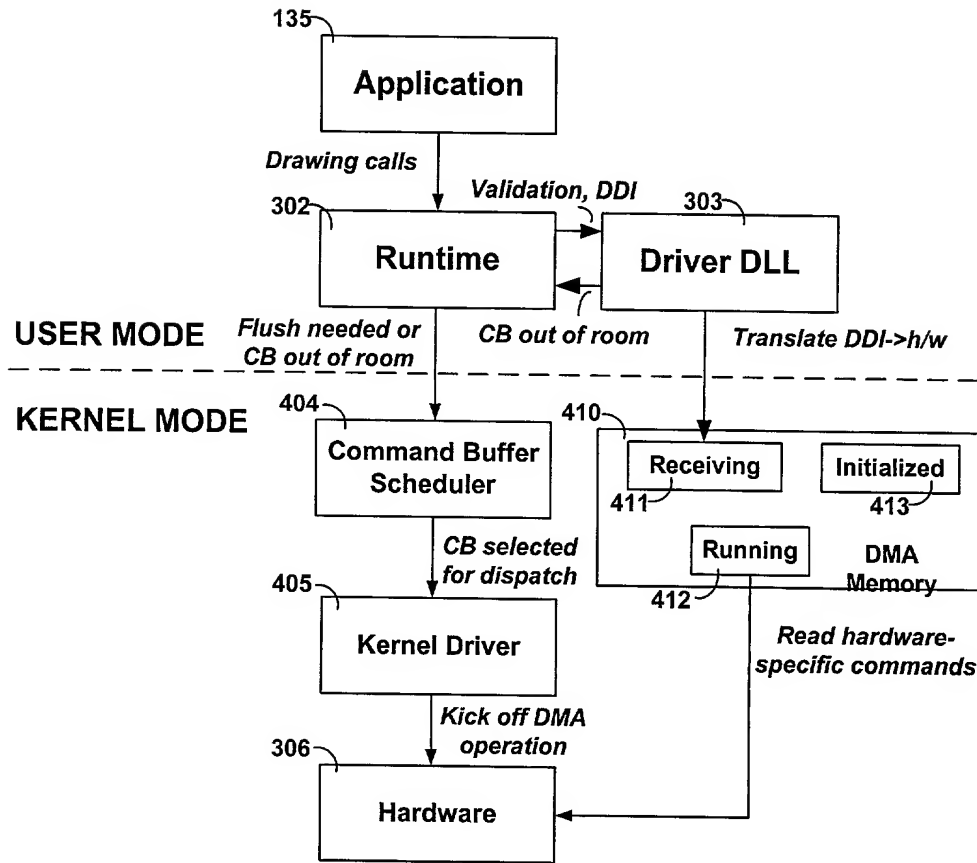 135
Application
Drawing calls
Validation, DDI
302
303
Runtime
Driver DLL
USER MODE
Flush needed or
CB out of room
CB out of room
Translate DDI->h/w
KERNEL MODE
404
Command Buffer
Scheduler
410
Receiving
Initialized
411
413
Running
DMA
Memory
412
CB selected
for dispatch
405
Kernel Driver
Read hardware-
specific commands
Kick off DMA
operation
306
Hardware